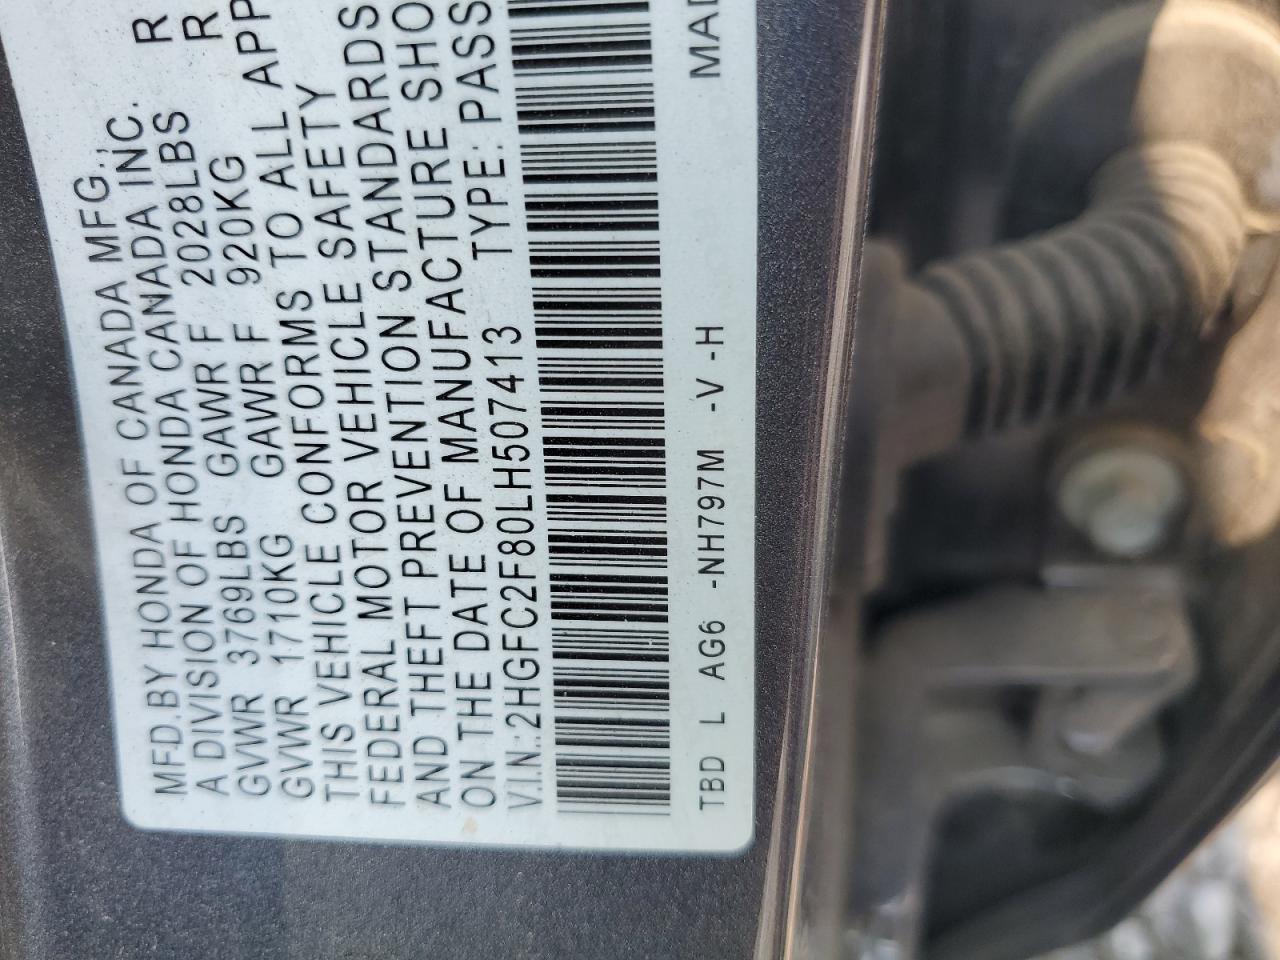 MFD.BY HONDA OF CANADA MFG.,
A DIVISION OF HONDA CANADA INC.
GVWR 3769LBS GAWR F 2028LBS R
GVWR 1710KG GAWR F 920KG R
THIS VEHICLE CONFORMS TO ALL APP
FEDERAL MOTOR VEHICLE SAFETY
AND THEFT PREVENTION STANDARDS
ON THE DATE OF MANUFACTURE SHO
V.I.N.:2HGFC2F80LH507413 TYPE: PASS
TBD L AG6 -NH797M -V -H MAD